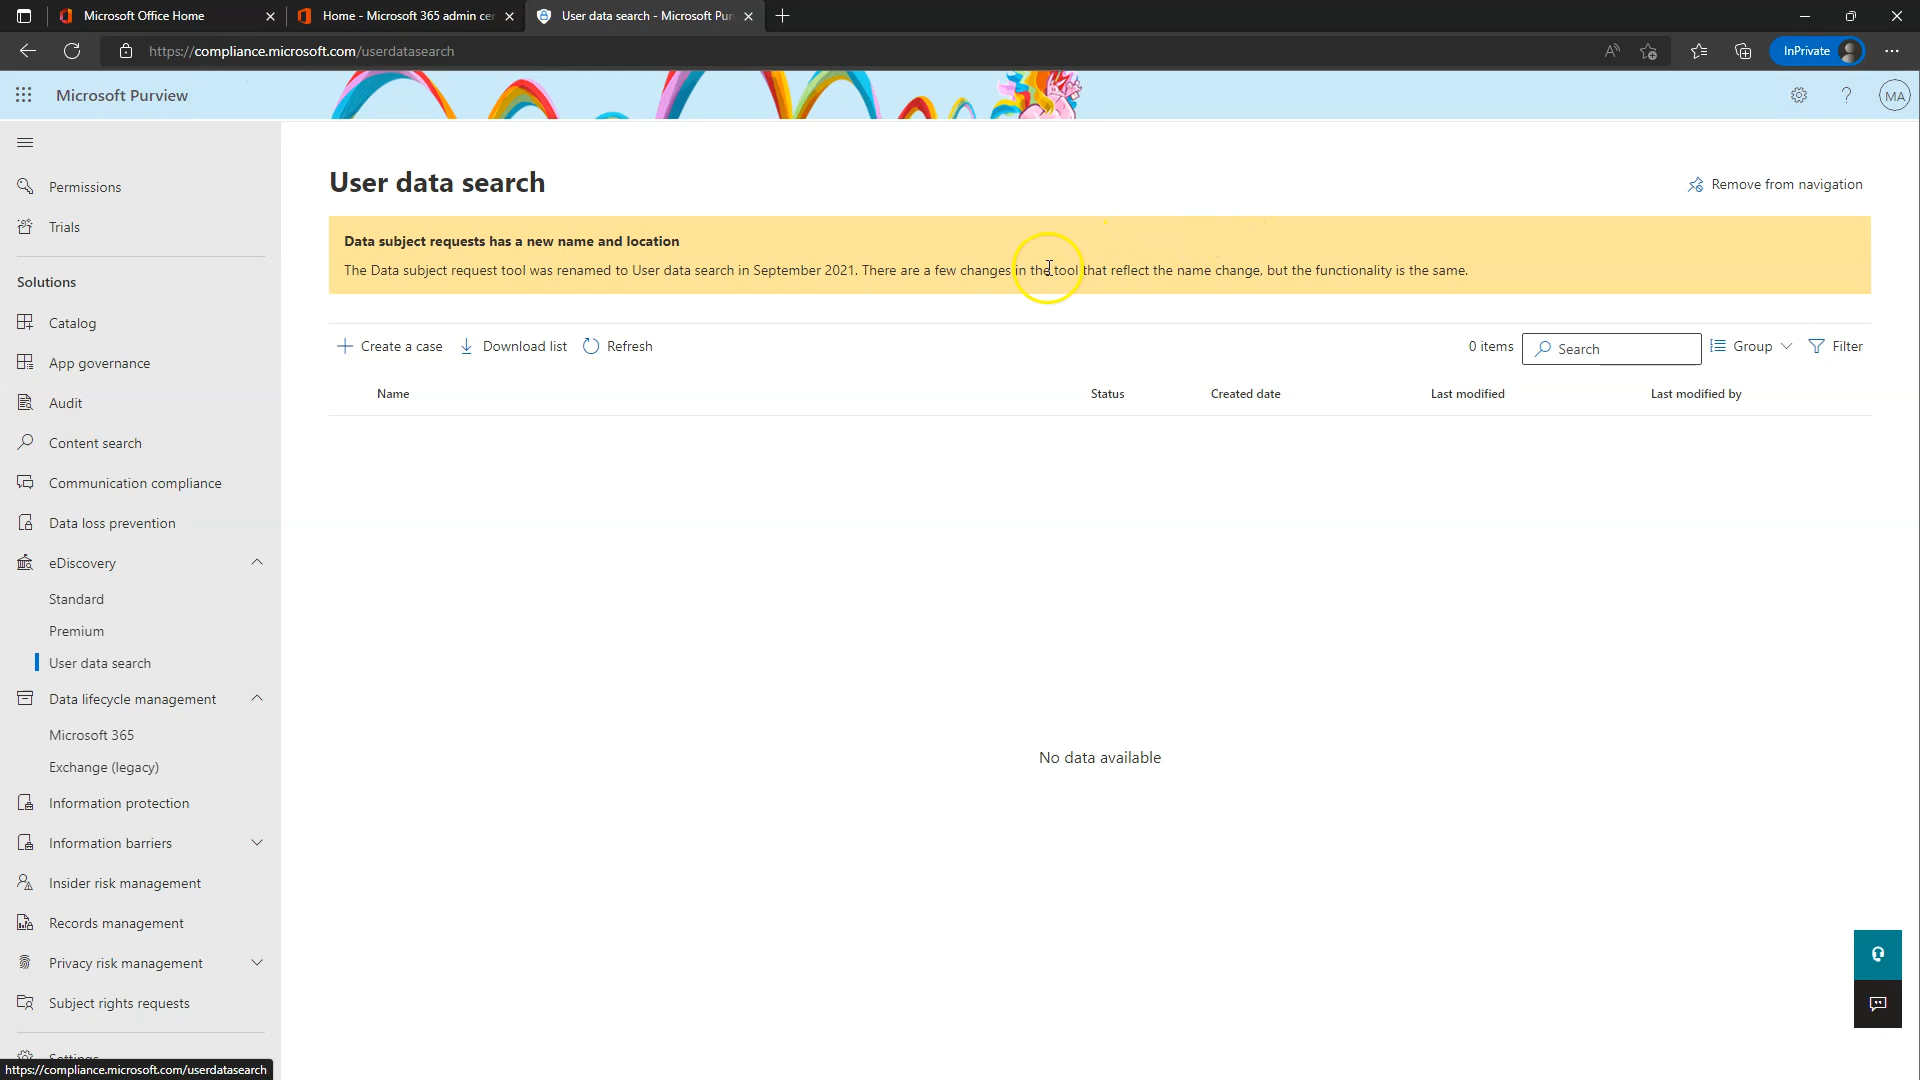 Microsoft Office Home
Home - Microsoft 365 admin cer
User data search - Microsoft Pur
https://compliance.microsoft.com/userdatasearch
InPrivate
Microsoft Purview
MA
Permissions
Trials
Solutions
Catalog
App governance
Audit
Content search
Communication compliance
Data loss prevention
eDiscovery
Standard
Premium
User data search
Data lifecycle management
Microsoft 365
Exchange (legacy)
Information protection
Information barriers
Insider risk management
Records management
Privacy risk management
Subject rights requests
Settings
https://compliance.microsoft.com/userdatasearch
User data search
Remove from navigation
Data subject requests has a new name and location
The Data subject request tool was renamed to User data search in September 2021. There are a few changes in the tool that reflect the name change, but the functionality is the same.
Create a case Download list Refresh
0 items Search Group Filter
Name Status Created date Last modified Last modified by
No data available